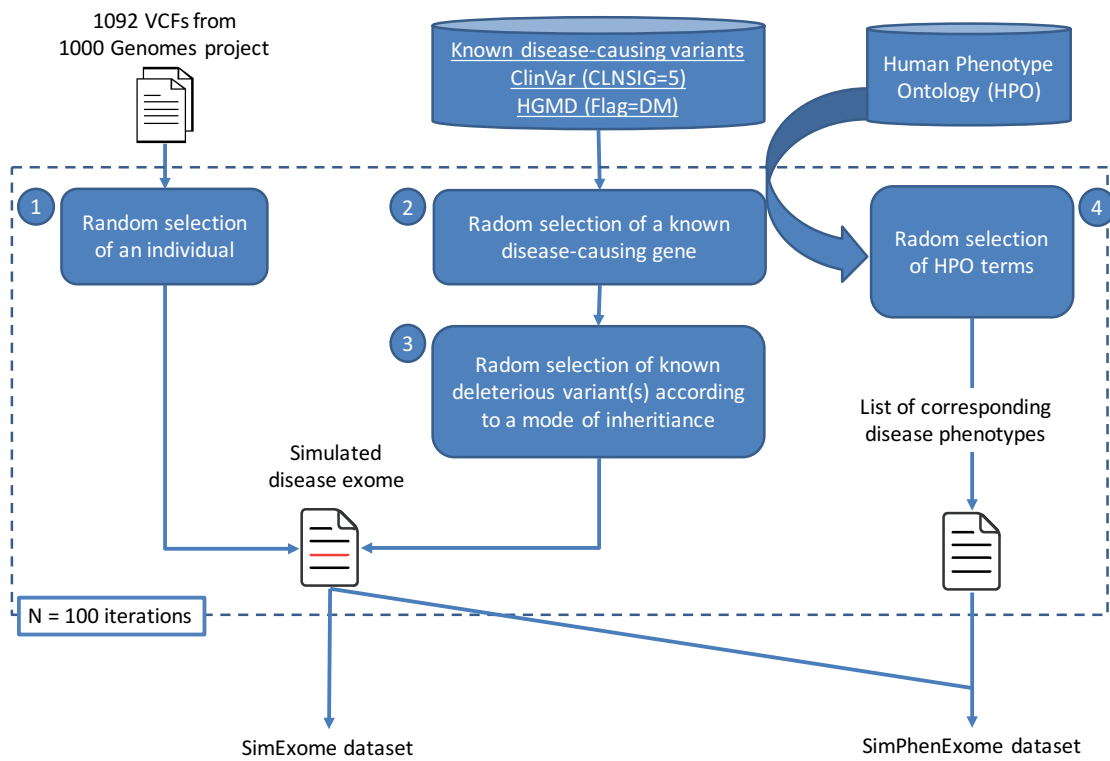 1092 VCFs from
1000 Genomes project
Known disease-causing variants
ClinVar (CLNSIG=5)
HGMD (Flag=DM)
Human Phenotype
Ontology (HPO)
1
Random selection
of an individual
2
Radom selection of a known
disease-causing gene
4
Radom selection
of HPO terms
3
Radom selection of known
deleterious variant(s) according
to a mode of inheritiance
List of corresponding
disease phenotypes
Simulated
disease exome
N = 100 iterations
SimExome dataset
SimPhenExome dataset